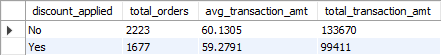 discount_applied total_orders avg_transaction_amt total_transaction_amt
No 2223 60.1305 133670
Yes 1677 59.2791 99411